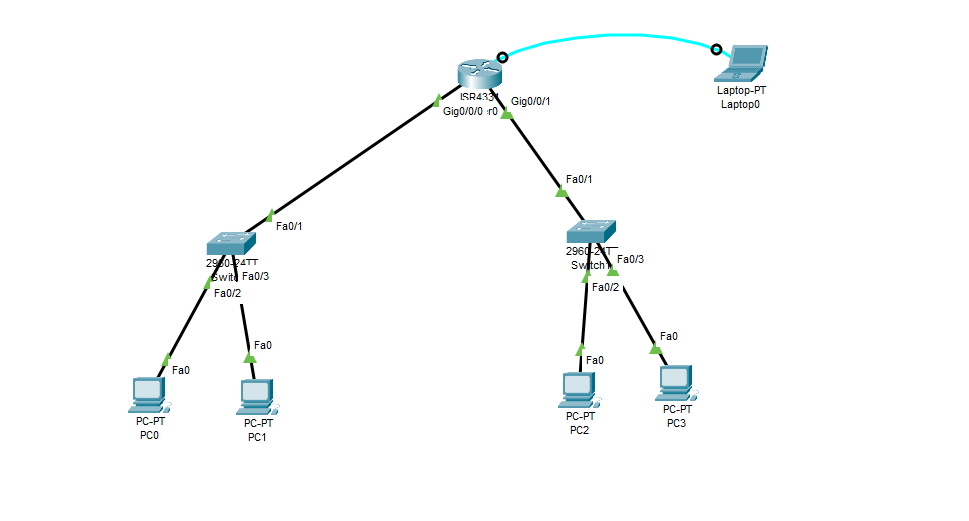 Laptop-PT
Laptop0
ISR4331
Gig0/0/0
r0
Gig0/0/1
Fa0/1
Fa0/1
2960-24TT
Fa0/3
Fa0/2
2960-24TT
Switch1
Fa0/3
Fa0/2
Fa0
Fa0
Fa0
Fa0
PC-PT
PC0
PC-PT
PC1
PC-PT
PC2
PC-PT
PC3